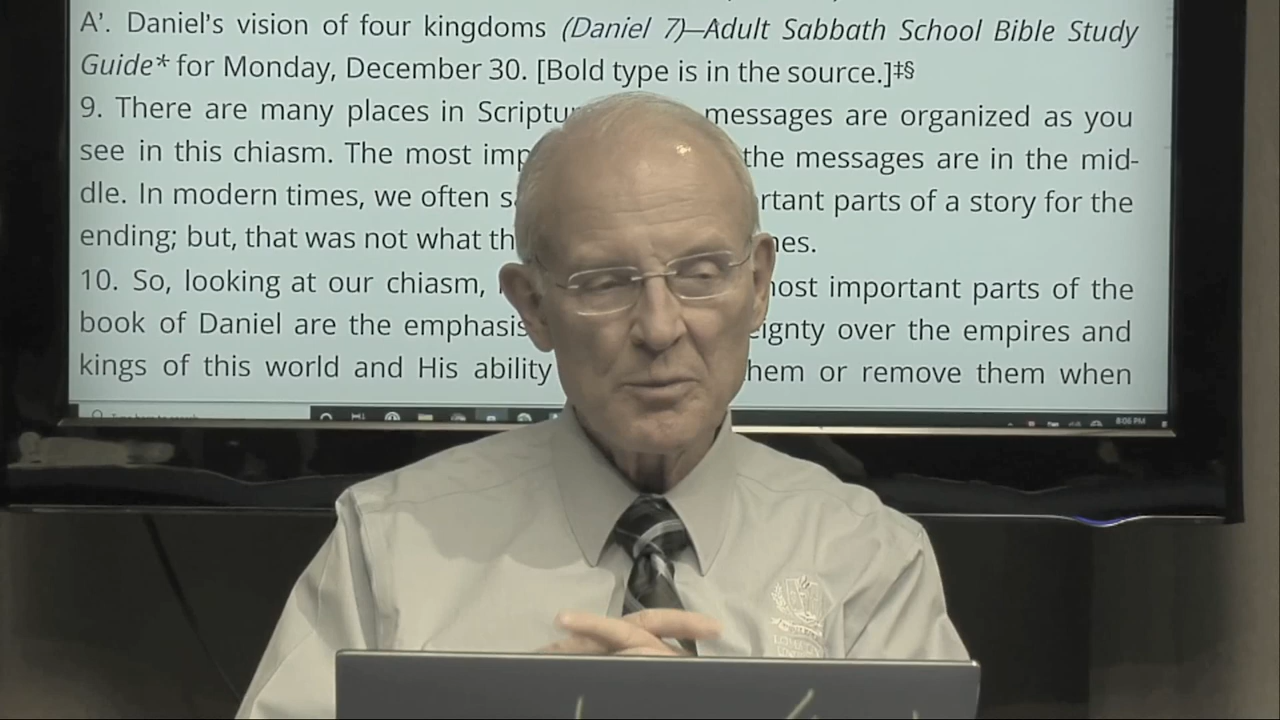 A’. Daniel’s vision of four kingdoms (Daniel 7)—Adult Sabbath School Bible Study
Guide* for Monday, December 30. [Bold type is in the source.]‡§
9. There are many places in Scriptu messages are organized as you
see in this chiasm. The most imp the messages are in the mid-
dle. In modern times, we often s rtant parts of a story for the
ending; but, that was not what th nes.
10. So, looking at our chiasm, most important parts of the
book of Daniel are the emphasis eignty over the empires and
kings of this world and His ability them or remove them when
8:06 PM